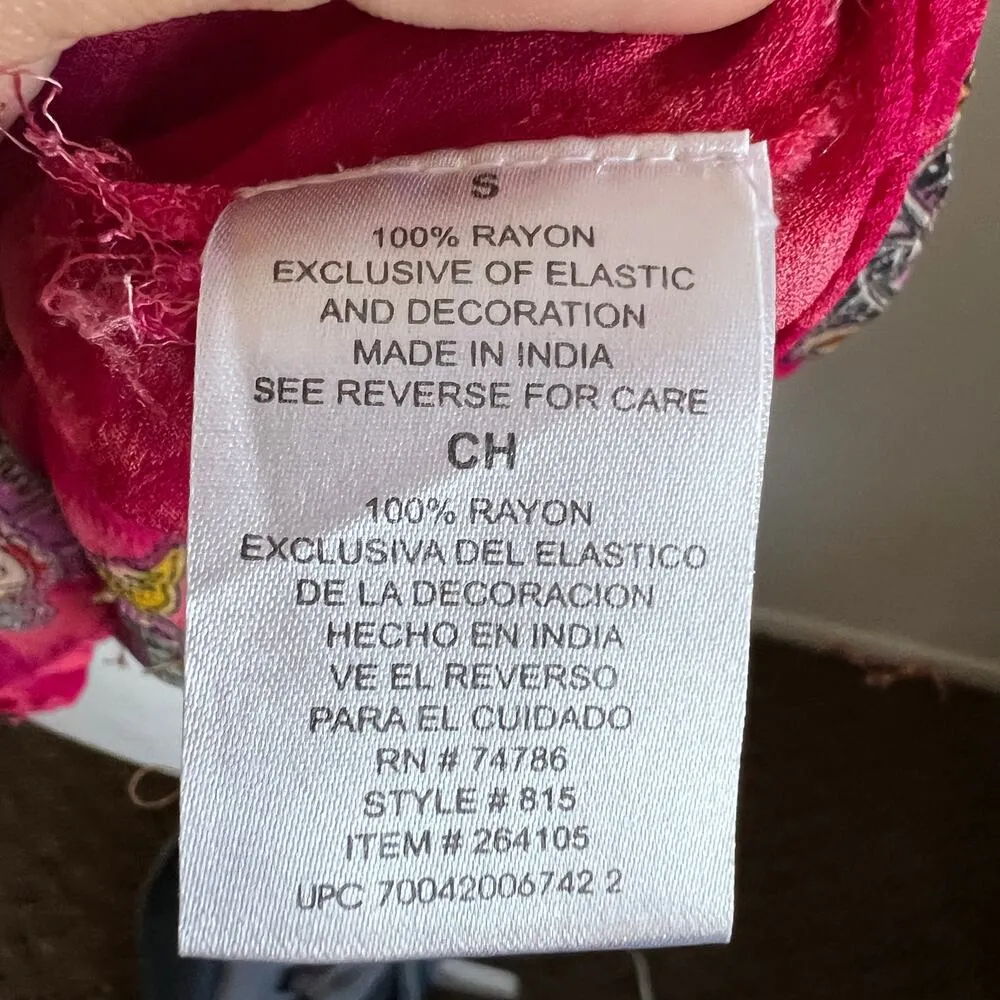 S
100% RAYON
EXCLUSIVE OF ELASTIC
AND DECORATION
MADE IN INDIA
SEE REVERSE FOR CARE
CH
100% RAYON
EXCLUSIVA DEL ELASTICO
DE LA DECORACION
HECHO EN INDIA
VE EL REVERSO
PARA EL CUIDADO
RN # 74786
STYLE # 815
ITEM # 264105
UPC 70042006742 2